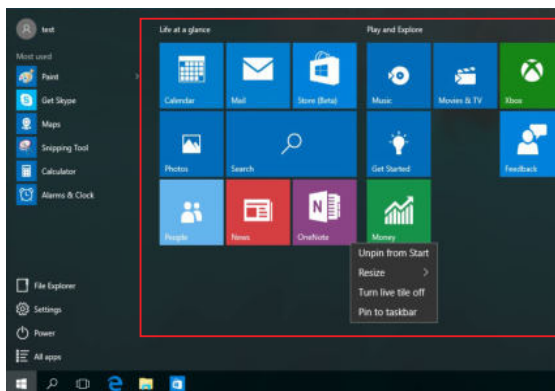 test
Most used
Paint
Get Skype
Maps
Snipping Tool
Calculator
Alarms & Clock
File Explorer
Settings
Power
All apps
Life at a glance
Calendar
Mail
Store (Beta)
Photos
Search
People
News
OneNote
Play and Explore
Music
Movies & TV
Xbox
Get Started
Feedback
Money
Unpin from Start
Resize
Turn live tile off
Pin to taskbar